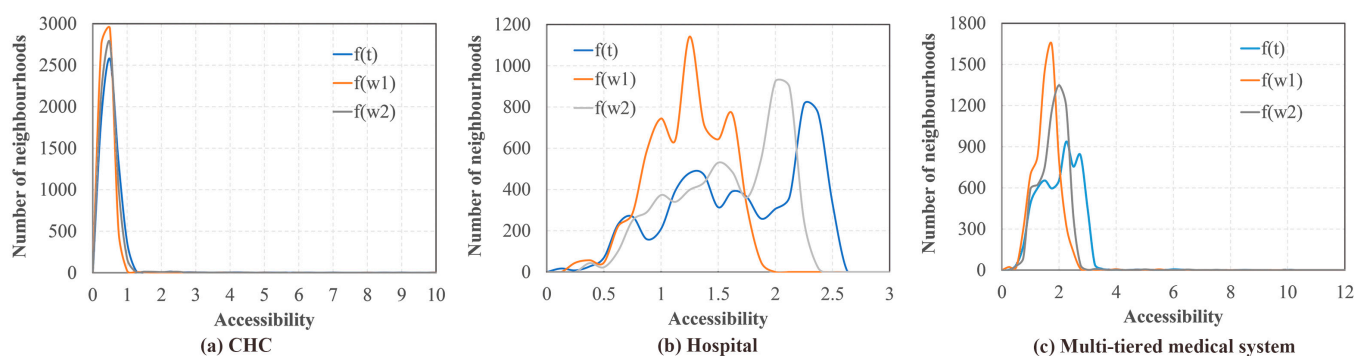 Number of neighbourhoods
3000
2500
2000
1500
1000
500
0
0 1 2 3 4 5 6 7 8 9 10
f(t)
f(w1)
f(w2)
Accessibility
(a) CHC
Number of neighbourhoods
1200
1000
800
600
400
200
0
0 0.5 1 1.5 2 2.5 3
f(t)
f(w1)
f(w2)
Accessibility
(b) Hospital
Number of neighbourhoods
1800
1500
1200
900
600
300
0
0 2 4 6 8 10 12
f(t)
f(w1)
f(w2)
Accessibility
(c) Multi-tiered medical system